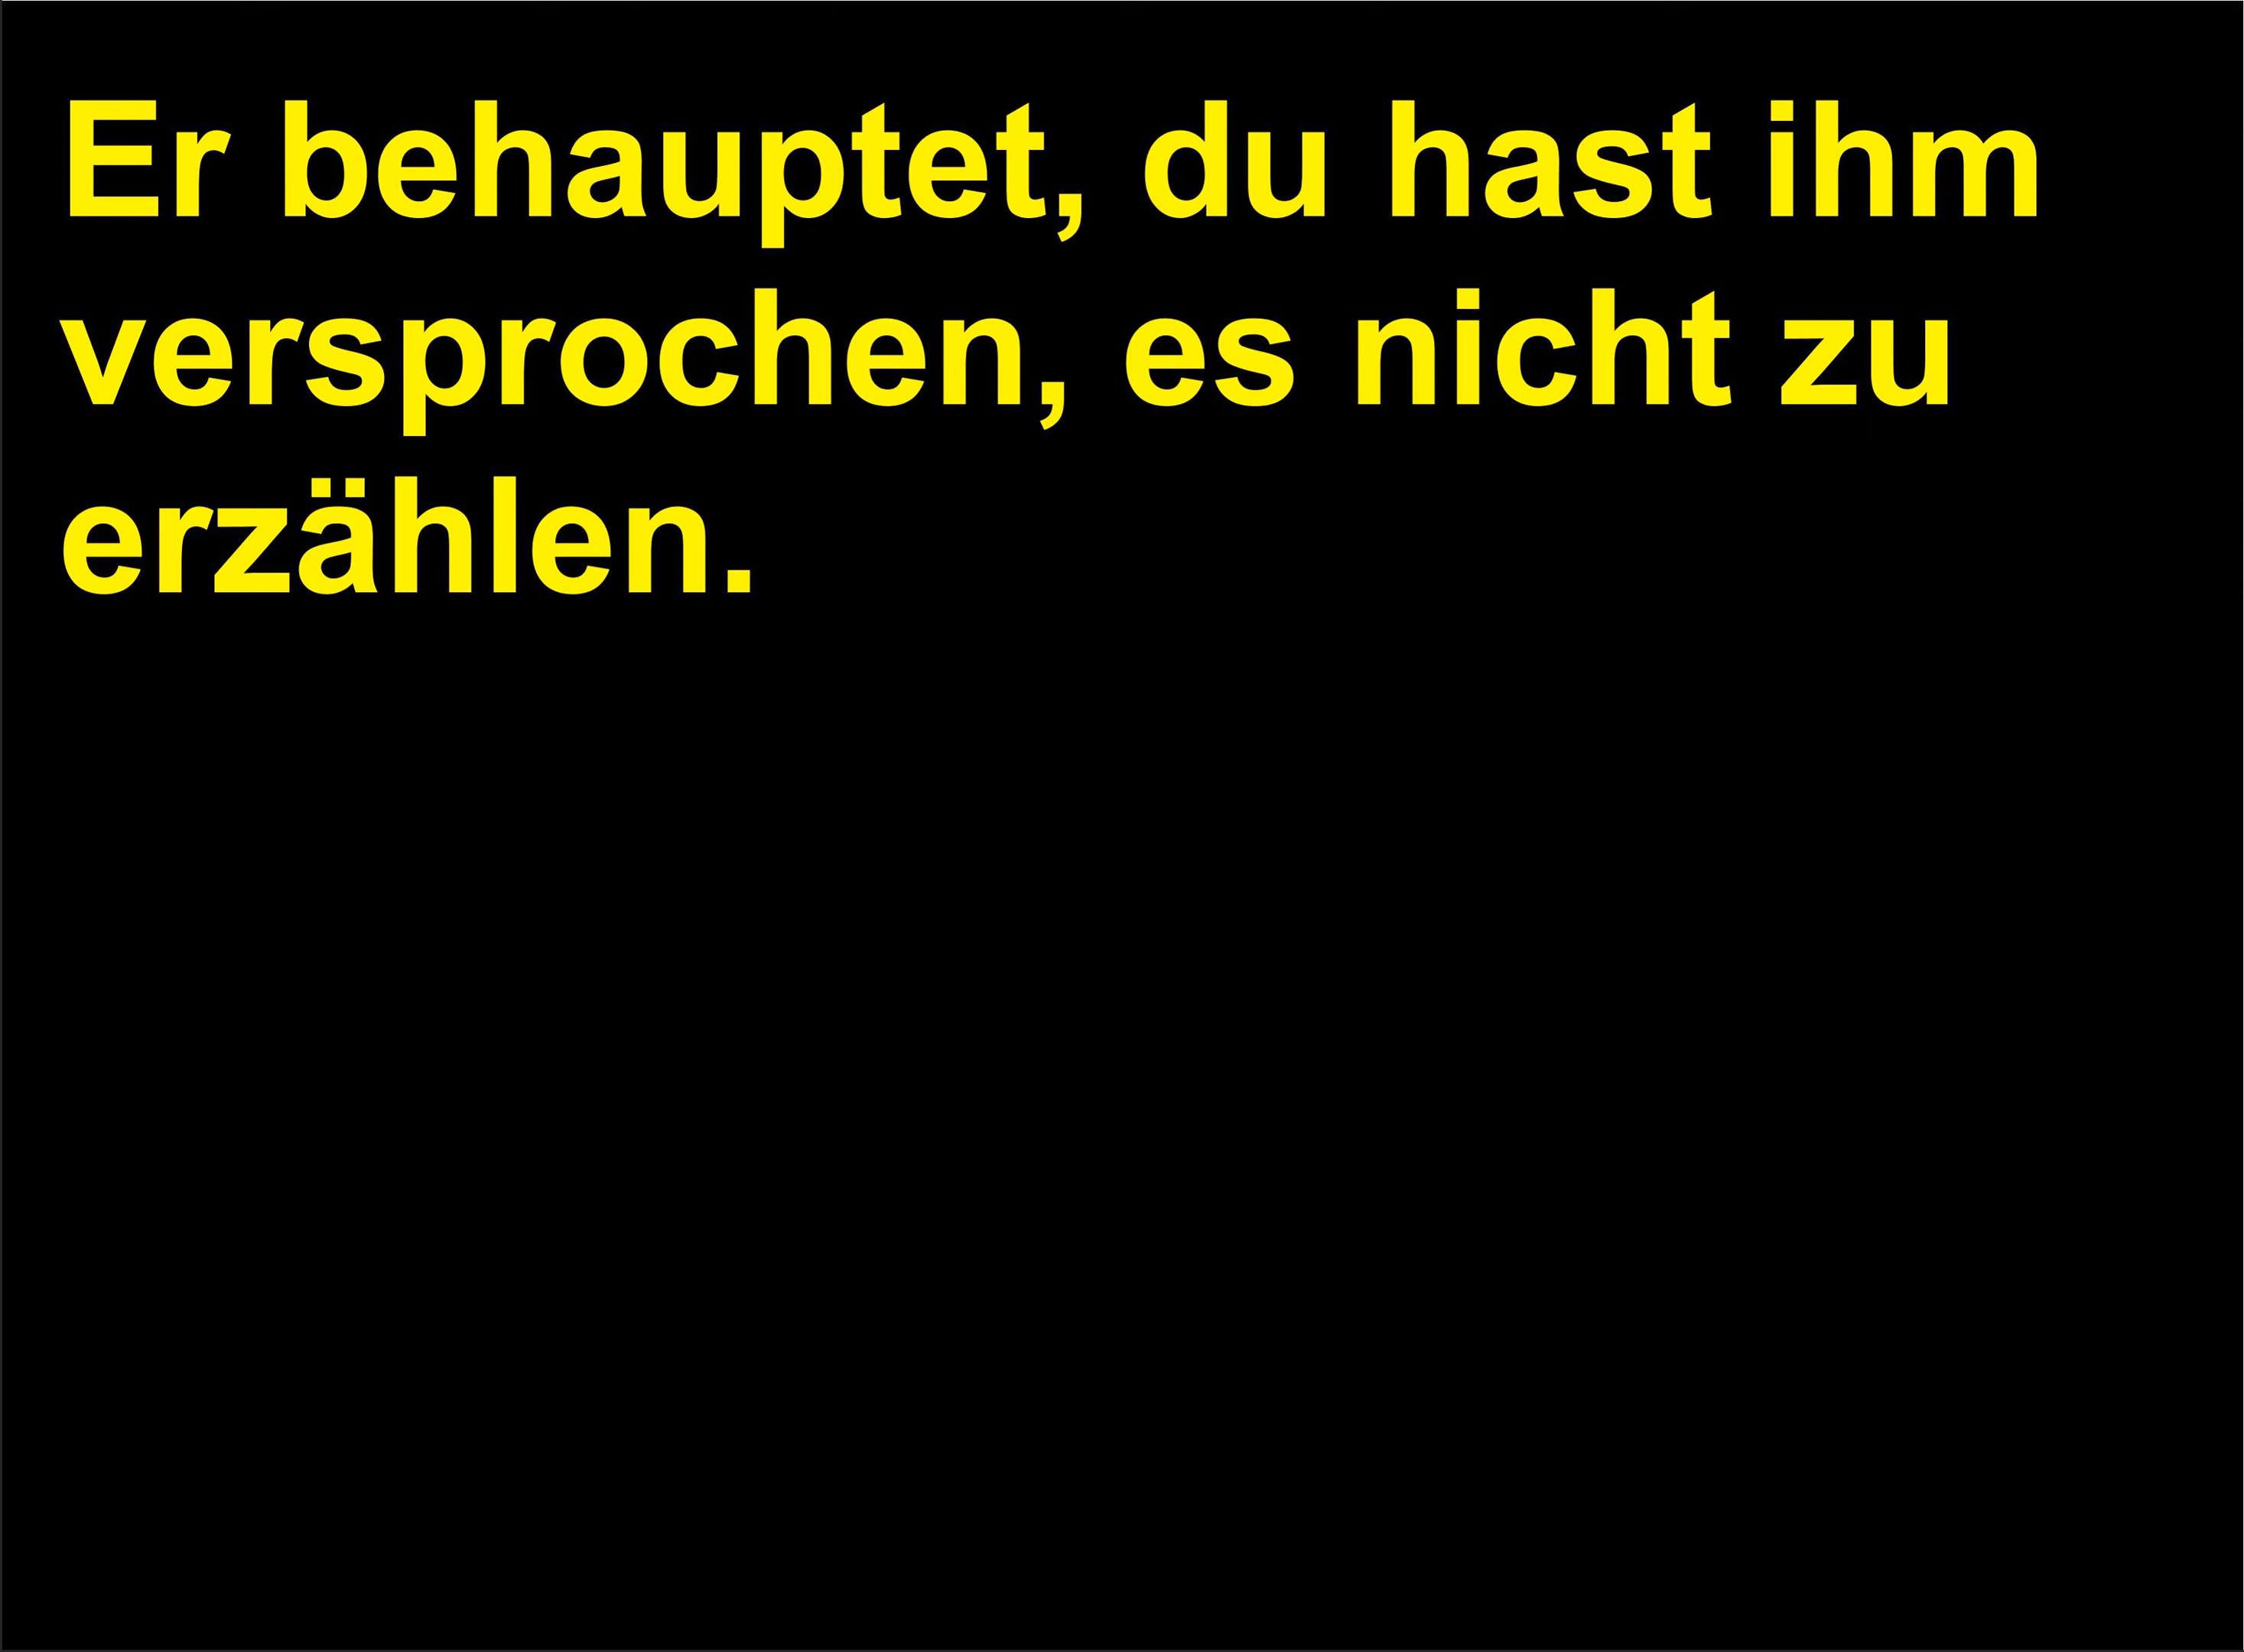 Er behauptet, du hast ihm
versprochen, es nicht zu
erzählen.